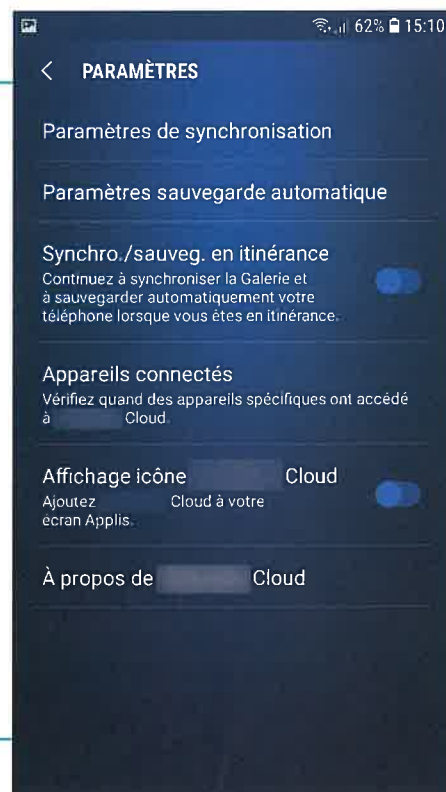 62% 15:10
< PARAMÈTRES
Paramètres de synchronisation
Paramètres sauvegarde automatique
Synchro./sauveg. en itinérance
Continuez à synchroniser la Galerie et
à sauvegarder automatiquement votre
téléphone lorsque vous êtes en itinérance.
Appareils connectés
Vérifiez quand des appareils spécifiques ont accédé
à Cloud.
Affichage icône Cloud
Ajoutez Cloud à votre
écran Applis.
À propos de Cloud